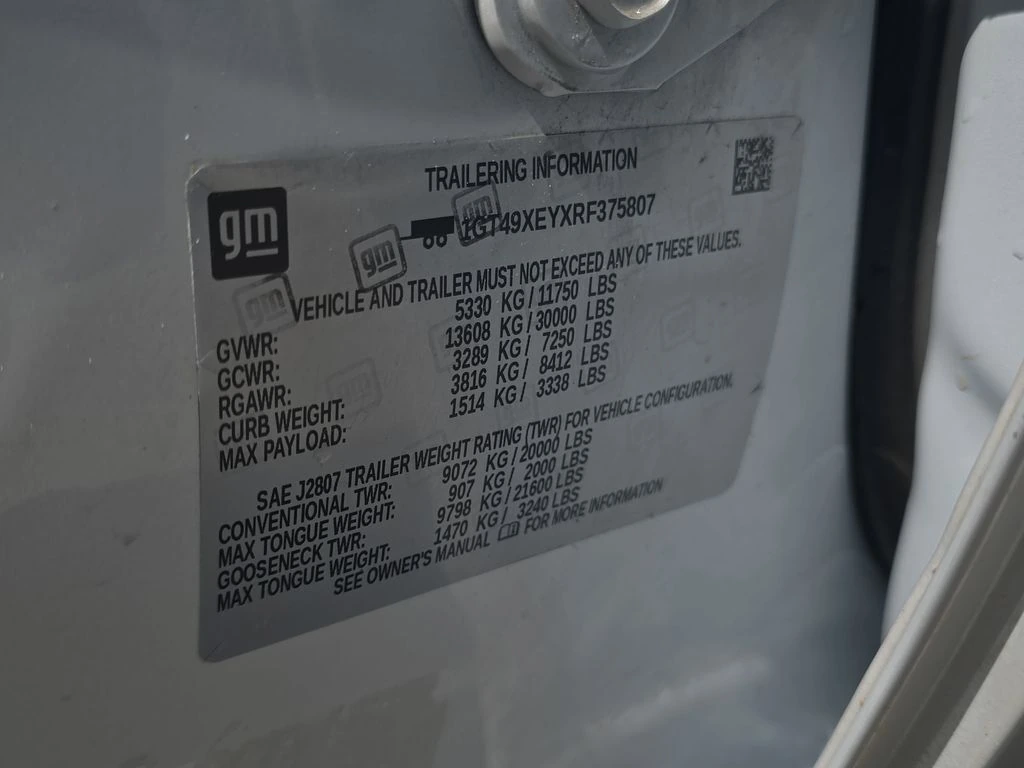 TRAILERING INFORMATION
gm
1GT49XEYXRF375807
gm
gm
gm
VEHICLE AND TRAILER MUST NOT EXCEED ANY OF THESE VALUES.
GVWR: 5330 KG / 11750 LBS
GCWR: 13608 KG / 30000 LBS
RGAWR: 3289 KG / 7250 LBS
CURB WEIGHT: 3816 KG / 8412 LBS
MAX PAYLOAD: 1514 KG / 3338 LBS
SAE J2807 TRAILER WEIGHT RATING (TWR) FOR VEHICLE CONFIGURATION.
CONVENTIONAL TWR: 9072 KG / 20000 LBS
MAX TONGUE WEIGHT: 907 KG / 2000 LBS
GOOSENECK TWR: 9798 KG / 21600 LBS
MAX TONGUE WEIGHT: 1470 KG / 3240 LBS
SEE OWNER'S MANUAL FOR MORE INFORMATION